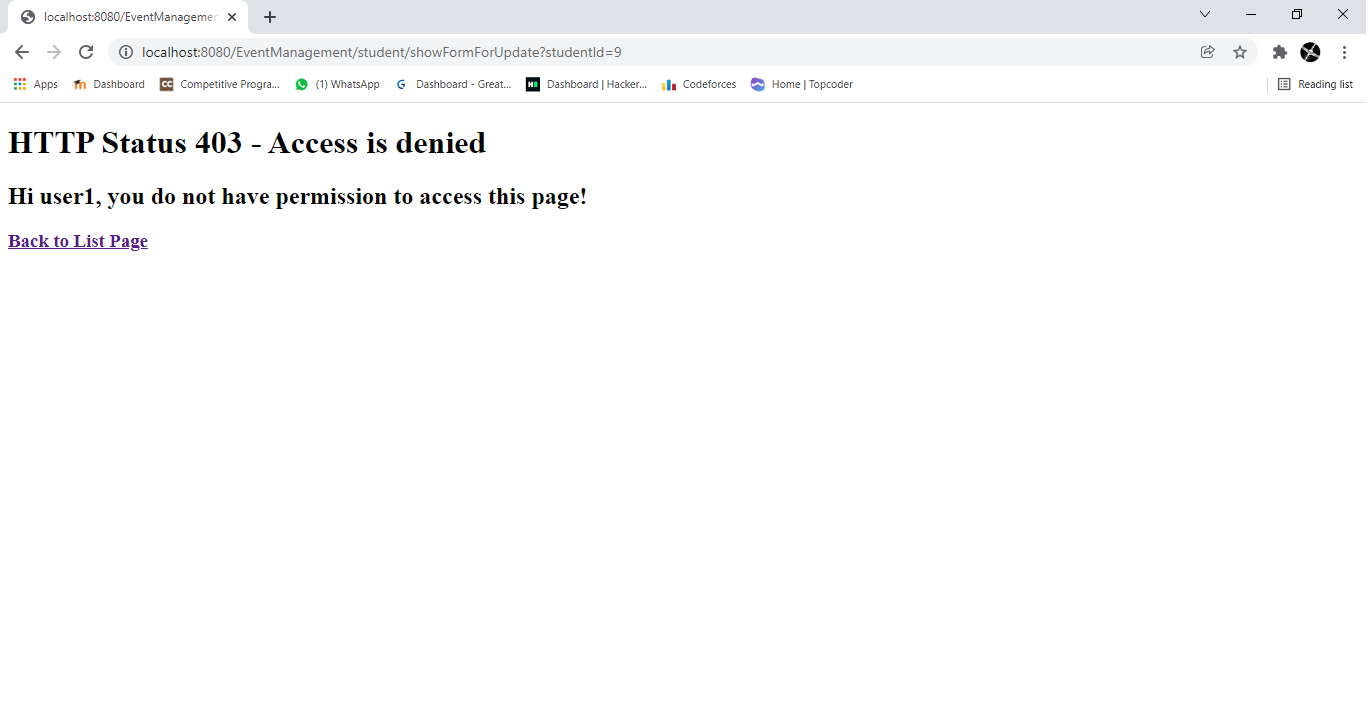 localhost:8080/EventManagemen
localhost:8080/EventManagement/student/showFormForUpdate?studentId=9
Apps Dashboard CC Competitive Progra... (1) WhatsApp G Dashboard - Great... H Dashboard | Hacker... Codeforces Home | Topcoder Reading list
HTTP Status 403 - Access is denied
Hi user1, you do not have permission to access this page!
Back to List Page